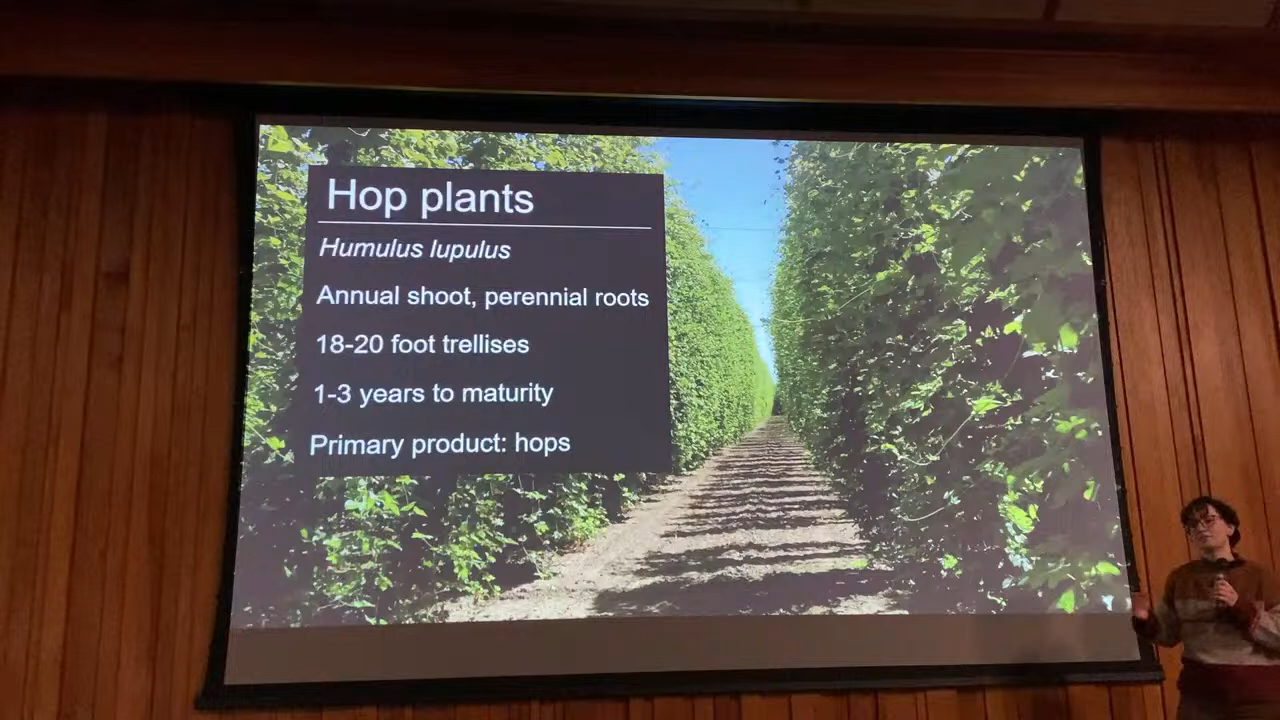 Hop plants
Humulus lupulus
Annual shoot, perennial roots
18-20 foot trellises
1-3 years to maturity
Primary product: hops